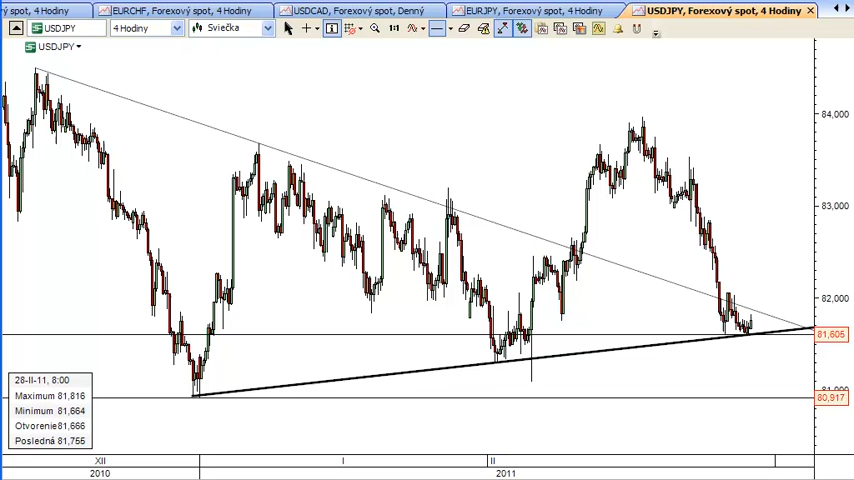 y spot, 4 Hodiny
EURCHF, Forexový spot, 4 Hodiny
USDCAD, Forexový spot, Denný
EURJPY, Forexový spot, 4 Hodiny
USDJPY, Forexový spot, 4 Hodiny
USDJPY
4 Hodiny
Sviečka
USDJPY
84,000
83,000
82,000
81,605
81,000
80,917
28-II-11, 8:00
Maximum 81,816
Minimum 81,664
Otvorenie 81,666
Posledná 81,755
XII
I
II
2010
2011